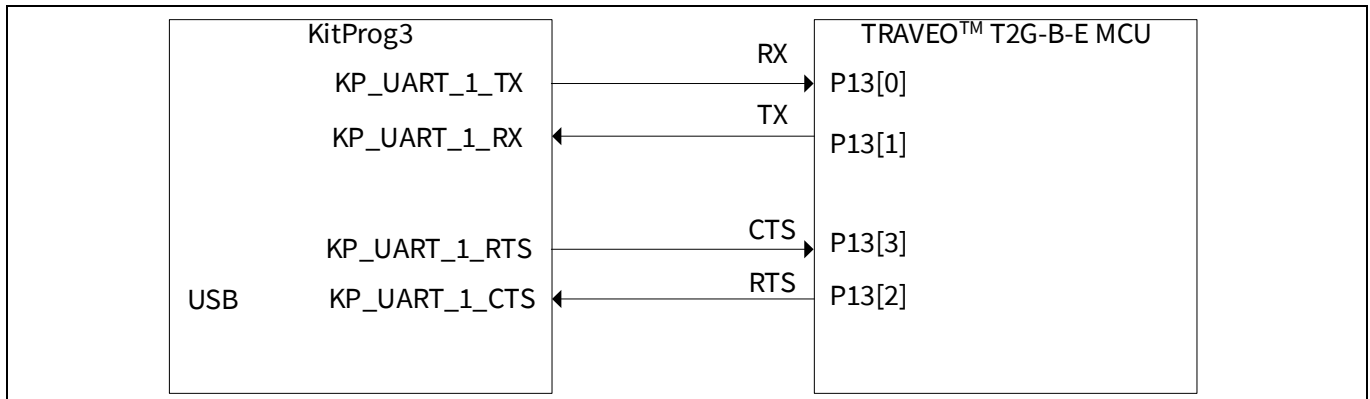 KitProg3
TRAVEO™ T2G-B-E MCU
RX
KP_UART_1_TX
P13[0]
TX
KP_UART_1_RX
P13[1]
CTS
KP_UART_1_RTS
P13[3]
RTS
USB
KP_UART_1_CTS
P13[2]